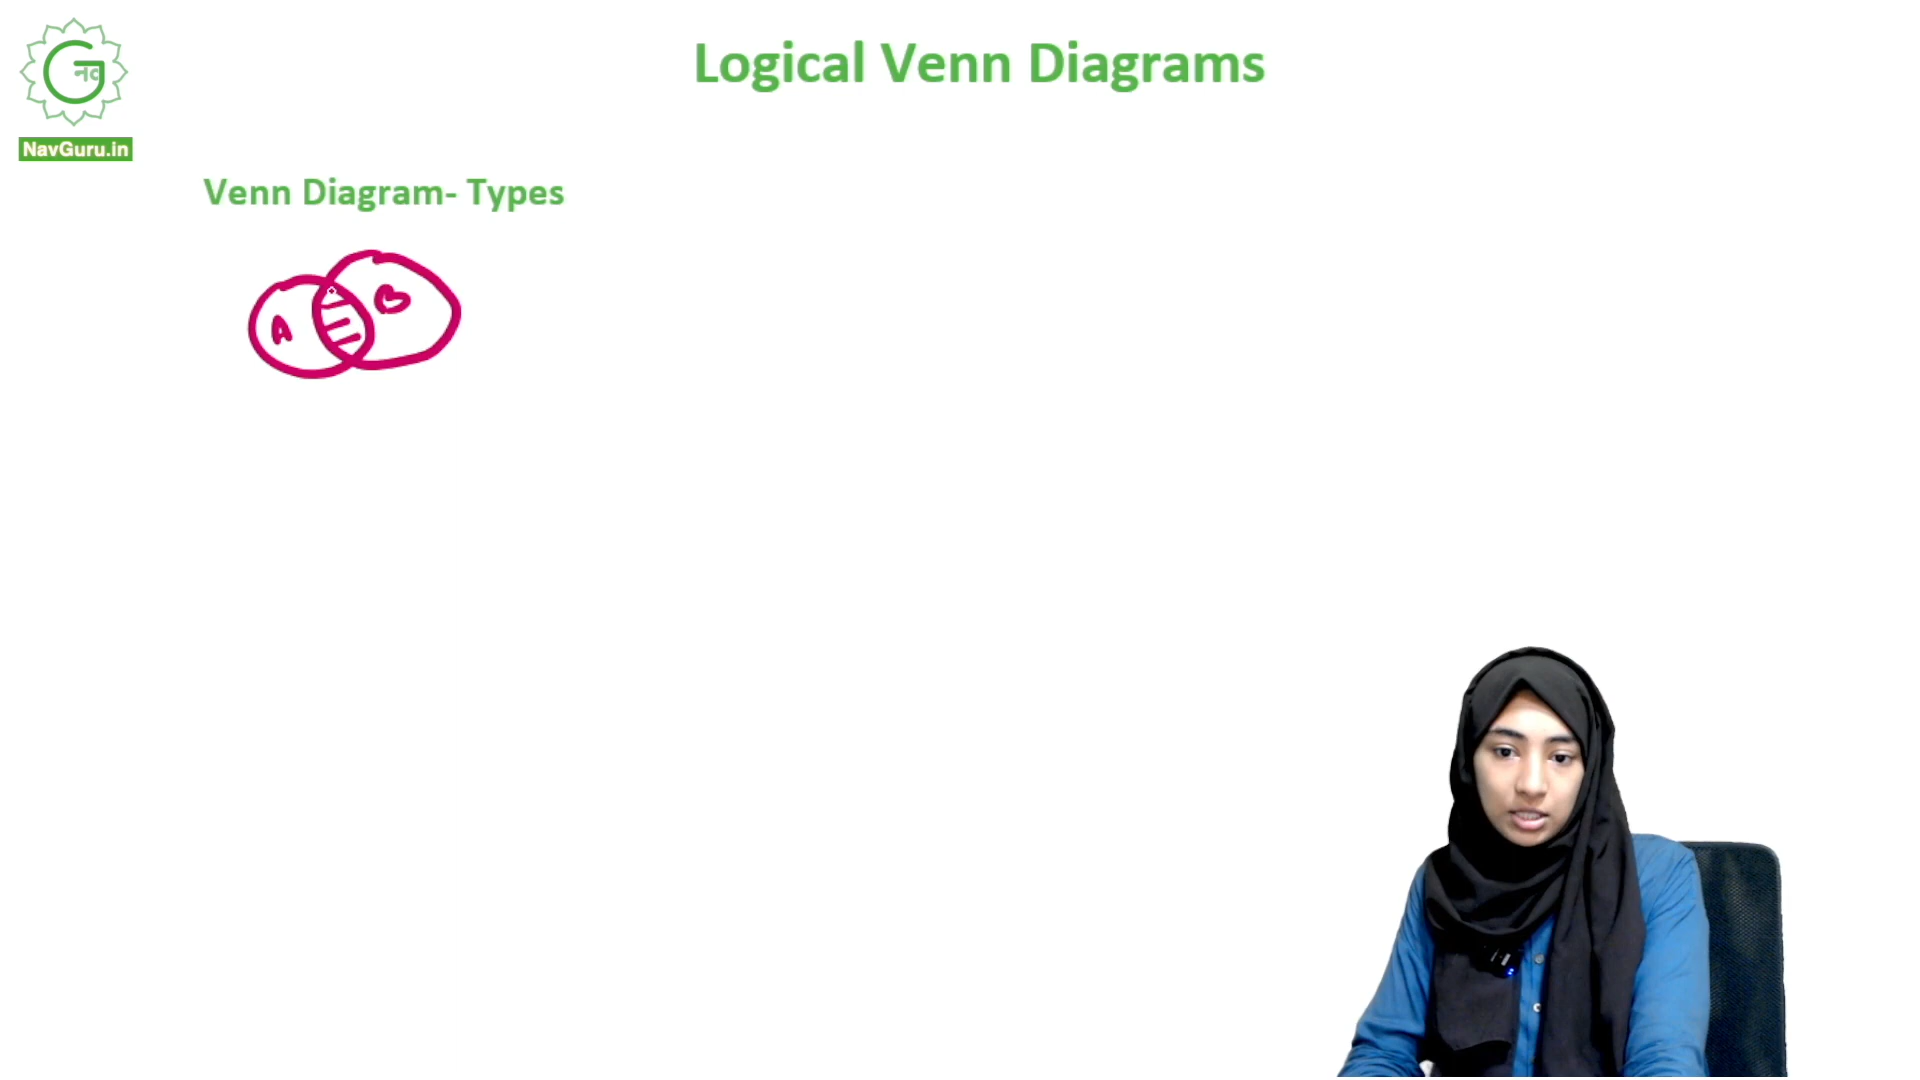 Logical Venn Diagrams
नव
NavGuru.in
Venn Diagram- Types
A
B